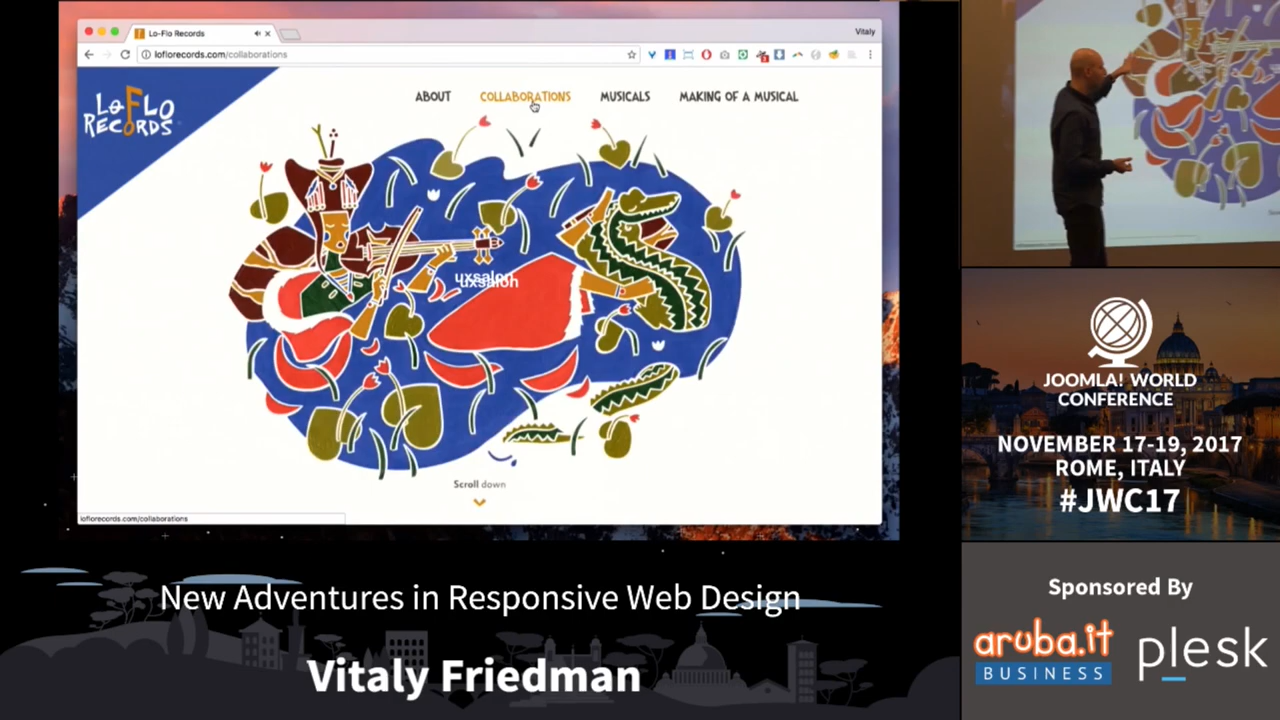 Lo-Flo Records
Vitaly
loflorecords.com/collaborations
LoFLO
RECORDS
ABOUT
COLLABORATIONS
MUSICALS
MAKING OF A MUSICAL
uxsalon
uxsalon
Scroll down
loflorecords.com/collaborations
New Adventures in Responsive Web Design
Vitaly Friedman
JOOMLA! WORLD
CONFERENCE
NOVEMBER 17-19, 2017
ROME, ITALY
#JWC17
Sponsored By
aruba.it
BUSINESS
plesk